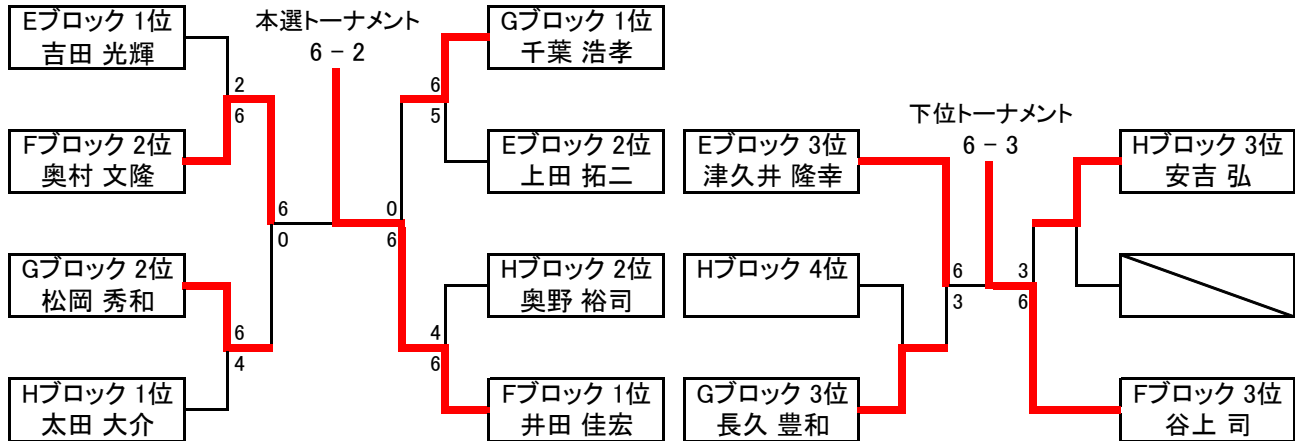 Eブロック 1位
吉田 光輝
本選トーナメント
6 − 2
Gブロック 1位
千葉 浩孝
2
6
6
5
Fブロック 2位
奥村 文隆
Eブロック 2位
上田 拓二
6
0
0
6
Gブロック 2位
松岡 秀和
Hブロック 2位
奥野 裕司
6
4
4
6
Hブロック 1位
太田 大介
Fブロック 1位
井田 佳宏
下位トーナメント
6 − 3
Eブロック 3位
津久井 隆幸
Hブロック 3位
安吉 弘
6
3
3
6
Hブロック 4位
Gブロック 3位
長久 豊和
Fブロック 3位
谷上 司